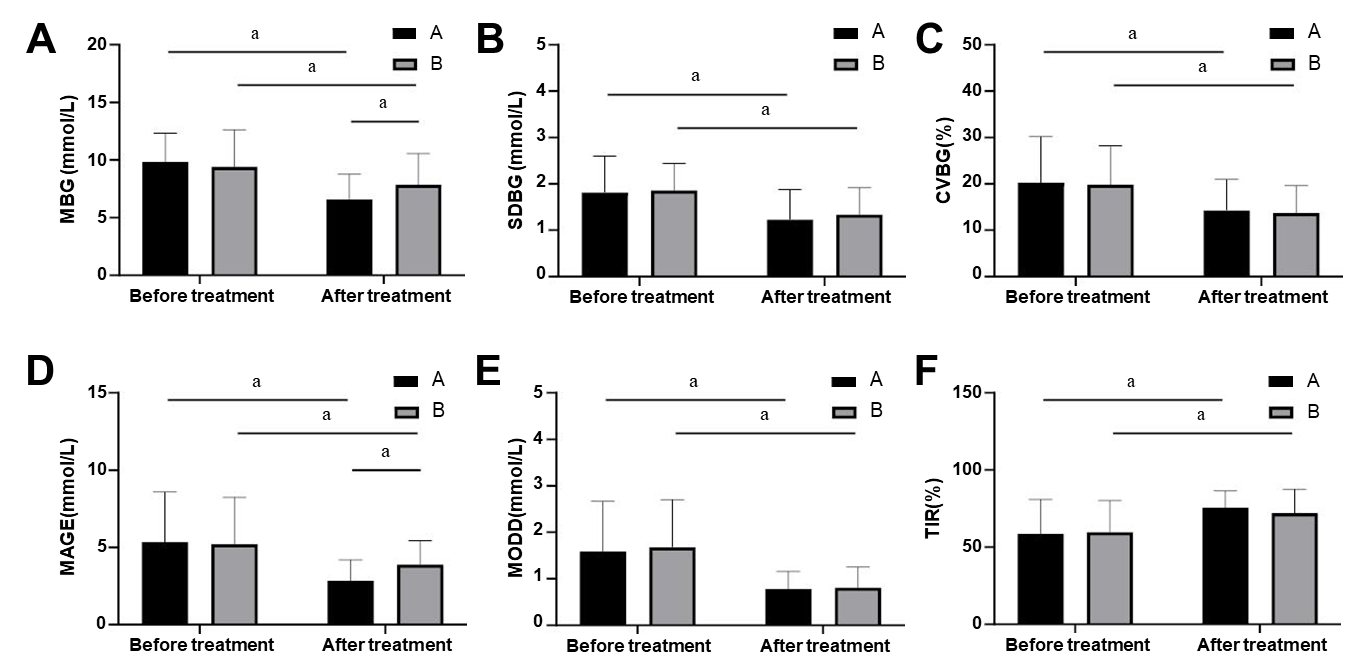 A
MBG (mmol/L)
20
15
10
5
0
a
a
a
A
B
Before treatment
After treatment
B
SDBG (mmol/L)
5
4
3
2
1
0
a
a
A
B
Before treatment
After treatment
C
CVBG(%)
50
40
30
20
10
0
a
a
A
B
Before treatment
After treatment
D
MAGE(mmol/L)
15
10
5
0
a
a
a
A
B
Before treatment
After treatment
E
MODD(mmol/L)
5
4
3
2
1
0
a
a
A
B
Before treatment
After treatment
F
TIR(%)
150
100
50
0
a
a
A
B
Before treatment
After treatment